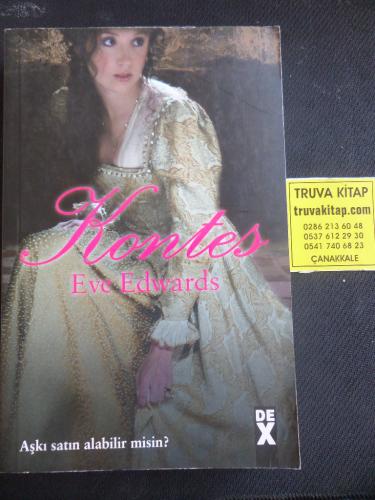 Kontes
Eve Edwards
Aşkı satın alabilir misin?
DE
X
TRUVA KİTAP
truvakitap.com
0286 213 60 48
0537 612 29 30
0541 740 68 23
ÇANAKKALE